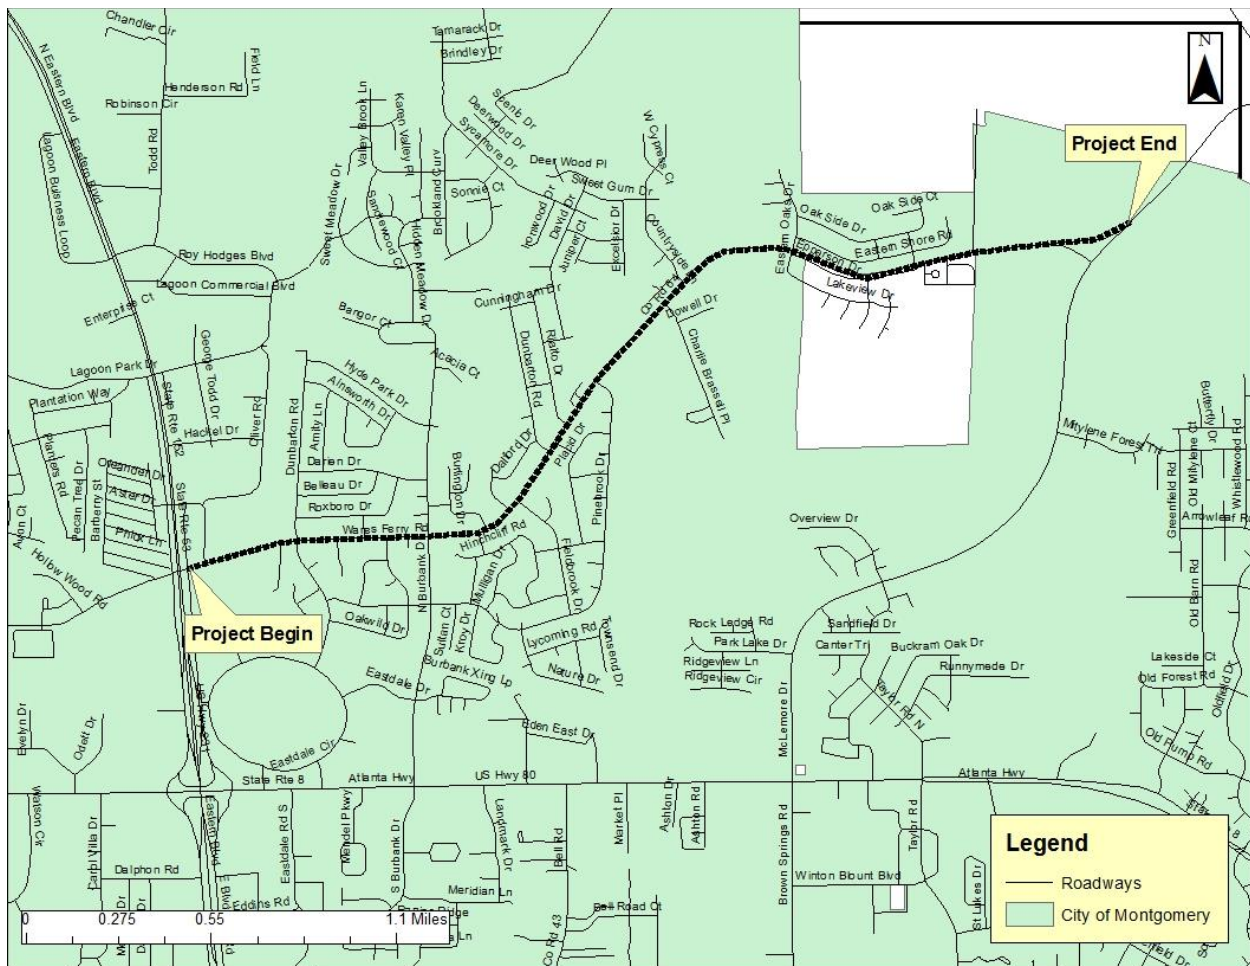 Chandler Cir
Tamarack Dr
Brindley Dr
N
N Eastern Blvd
Field Ln
Henderson Rd
Robinson Cir
Valley Brook Ln
Karen Valley Pl
Deerwood Dr
Sycamore Dr
W Cypress Ct
Project End
Eastern Blvd
Todd Rd
Lagoon Buisness Loop
Deer Wood Pl
Sweet Gum Dr
Sonnie Ct
Ironwood Dr
David Dr
Juniper Ct
Excelsior Dr
Sweet Meadow Dr
Sandlewood Ct
Hidden Meadow Dr
Countryside
Eastern Oaks Dr
Oak Side Dr
Oak Side Ct
Eastern Shore Rd
Epperson Dr
Lakeview Dr
Roy Hodges Blvd
Lagoon Commercial Blvd
Enterprise Ct
Bangor Ct
Cunningham Dr
Dowell Dr
Charlie Brassell Pl
Lagoon Park Dr
George Todd Dr
Acacia Ct
Dunbarton Rd
Rialto Dr
Hyde Park Dr
Ainsworth Dr
Plantation Way
State Rte 152
Hackel Dr
Oliver Rd
Dunbarton Rd
Amity Ln
Planters Rd
Pecan Tree Dr
Barberry St
Oleander Dr
Aster Dr
Phlox Ln
State Rte 53
Darien Dr
Belleau Dr
Roxboro Dr
Burlington Dr
Dalford Dr
Placid Dr
Pinebrook Dr
Mitylene Forest Trl
Butterfly Dr
Old Mitylene Ct
Whistlewood Rd
Greenfield Rd
Avon Ct
Wares Ferry Rd
Hinchcliff Rd
Overview Dr
Hollow Wood Rd
N Burbank D
Mulligan Dr
Fieldbrook Dr
Old Barn Rd
Project Begin
Oakwild Dr
Sultan Ct
Kroy Dr
Lycoming Rd
Townsend Dr
Rock Ledge Rd
Park Lake Dr
Ridgeview Ln
Ridgeview Cir
Sandfield Dr
Canter Trl
Buckram Oak Dr
Runnymede Dr
Lakeside Ct
Old Forest Rd
Oldfield Dr
Eastdale Dr
Burbank Xing Lp
Nature Dr
Taylor Rd N
McLemore Dr
Evelyn Dr
Odett Dr
Eastdale Cir
Eden East Dr
Old Pump Rd
State Rte 8
Atlanta Hwy
US Hwy 80
Atlanta Hwy
Watson Ck
Eastern Blvd
Eastdale Rd S
Mendel Pkwy
S Burbank Dr
Landmark Dr
Bell Rd
Market Pl
Ashton Dr
Ashton Rd
Brown Springs Rd
Taylor Rd
Carol Villa Dr
Dalphon Rd
E Blvd
Eddins Rd
Meridian Ln
Bell Road Ct
Co Rd 43
Winton Blount Blvd
St Lukes Dr
Legend
Roadways
City of Montgomery
0 0.275 0.55 1.1 Miles